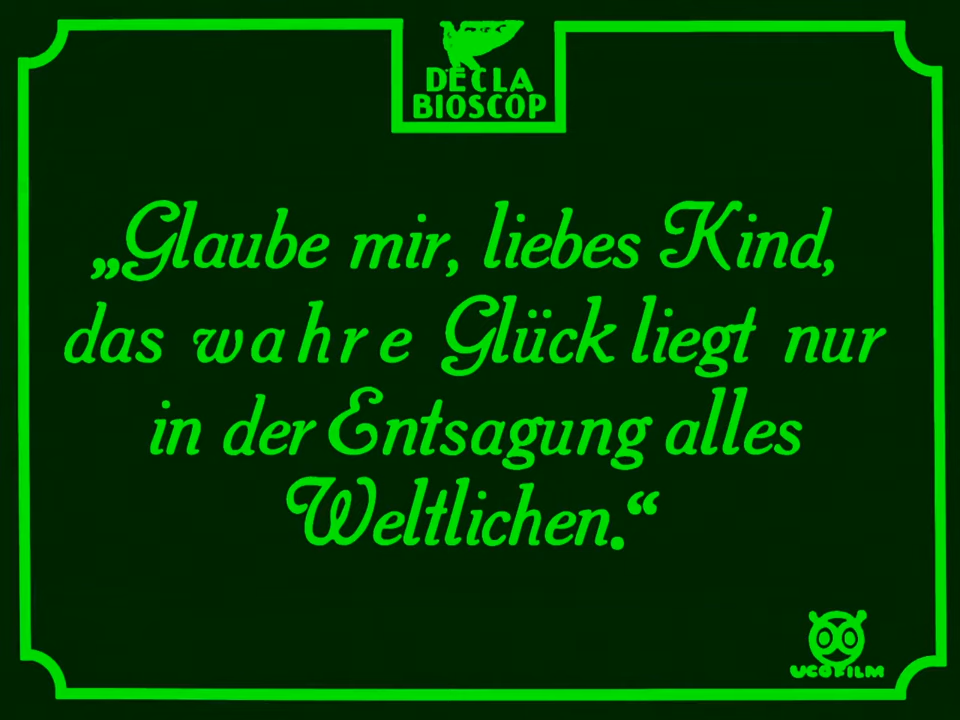 DECLA
BIOSCOP
„Glaube mir, liebes Kind,
das wahre Glück liegt nur
in der Entsagung alles
Weltlichen.“
UCOFILM